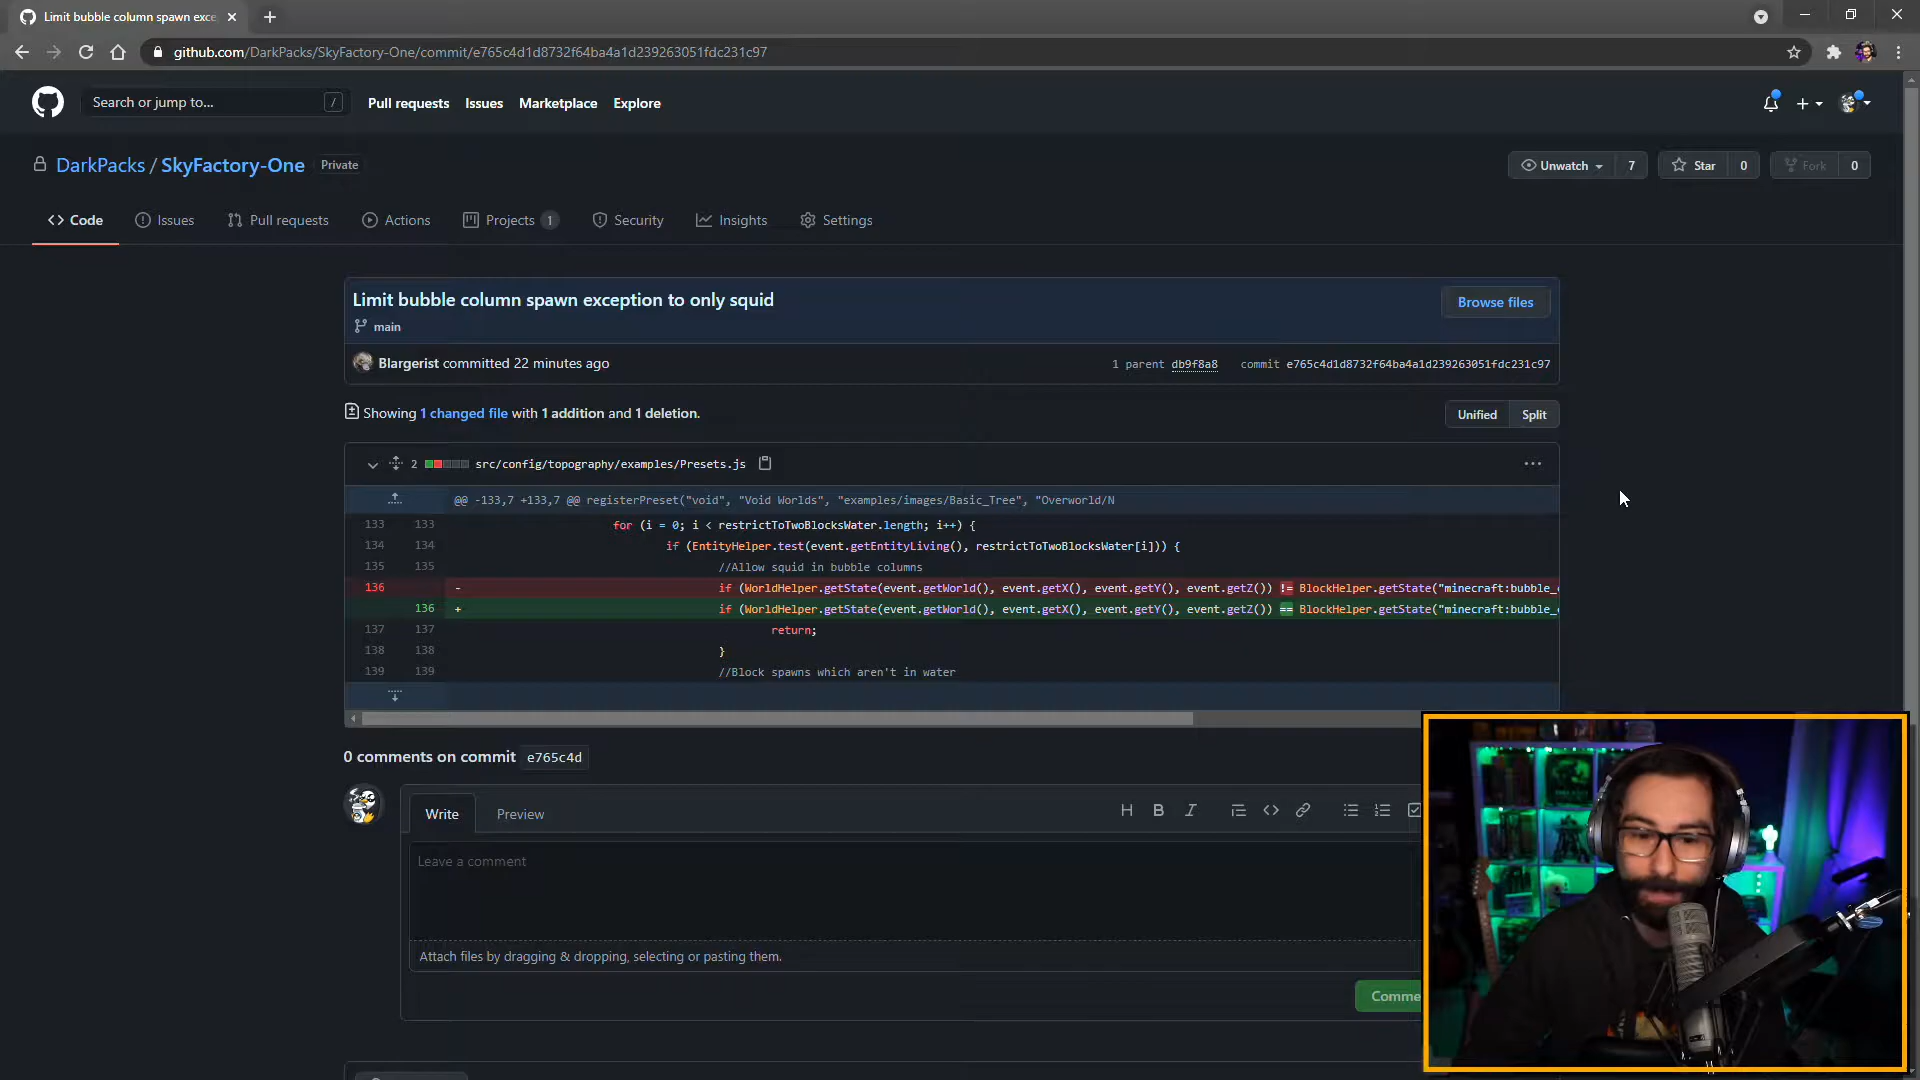 Limit bubble column spawn exce
github.com/DarkPacks/SkyFactory-One/commit/e765c4d1d8732f64ba4a1d239263051fdc231c97
Search or jump to... / Pull requests Issues Marketplace Explore
DarkPacks / SkyFactory-One Private Unwatch 7 Star 0 Fork 0
Code Issues Pull requests Actions Projects 1 Security Insights Settings
Limit bubble column spawn exception to only squid Browse files
main
Blargerist committed 22 minutes ago 1 parent db9f8a8 commit e765c4d1d8732f64ba4a1d239263051fdc231c97
Showing 1 changed file with 1 addition and 1 deletion. Unified Split
2 src/config/topography/examples/Presets.js
@@ -133,7 +133,7 @@ registerPreset("void", "Void Worlds", "examples/images/Basic_Tree", "Overworld/N
133 133 for (i = 0; i < restrictToTwoBlocksWater.length; i++) {
134 134 if (EntityHelper.test(event.getEntityLiving(), restrictToTwoBlocksWater[i])) {
135 135 //Allow squid in bubble columns
136 - if (WorldHelper.getState(event.getWorld(), event.getX(), event.getY(), event.getZ()) != BlockHelper.getState("minecraft:bubble_
136 + if (WorldHelper.getState(event.getWorld(), event.getX(), event.getY(), event.getZ()) == BlockHelper.getState("minecraft:bubble_
137 137 return;
138 138 }
139 139 //Block spawns which aren't in water
0 comments on commit e765c4d
Write Preview
Leave a comment
Attach files by dragging & dropping, selecting or pasting them.
Comme